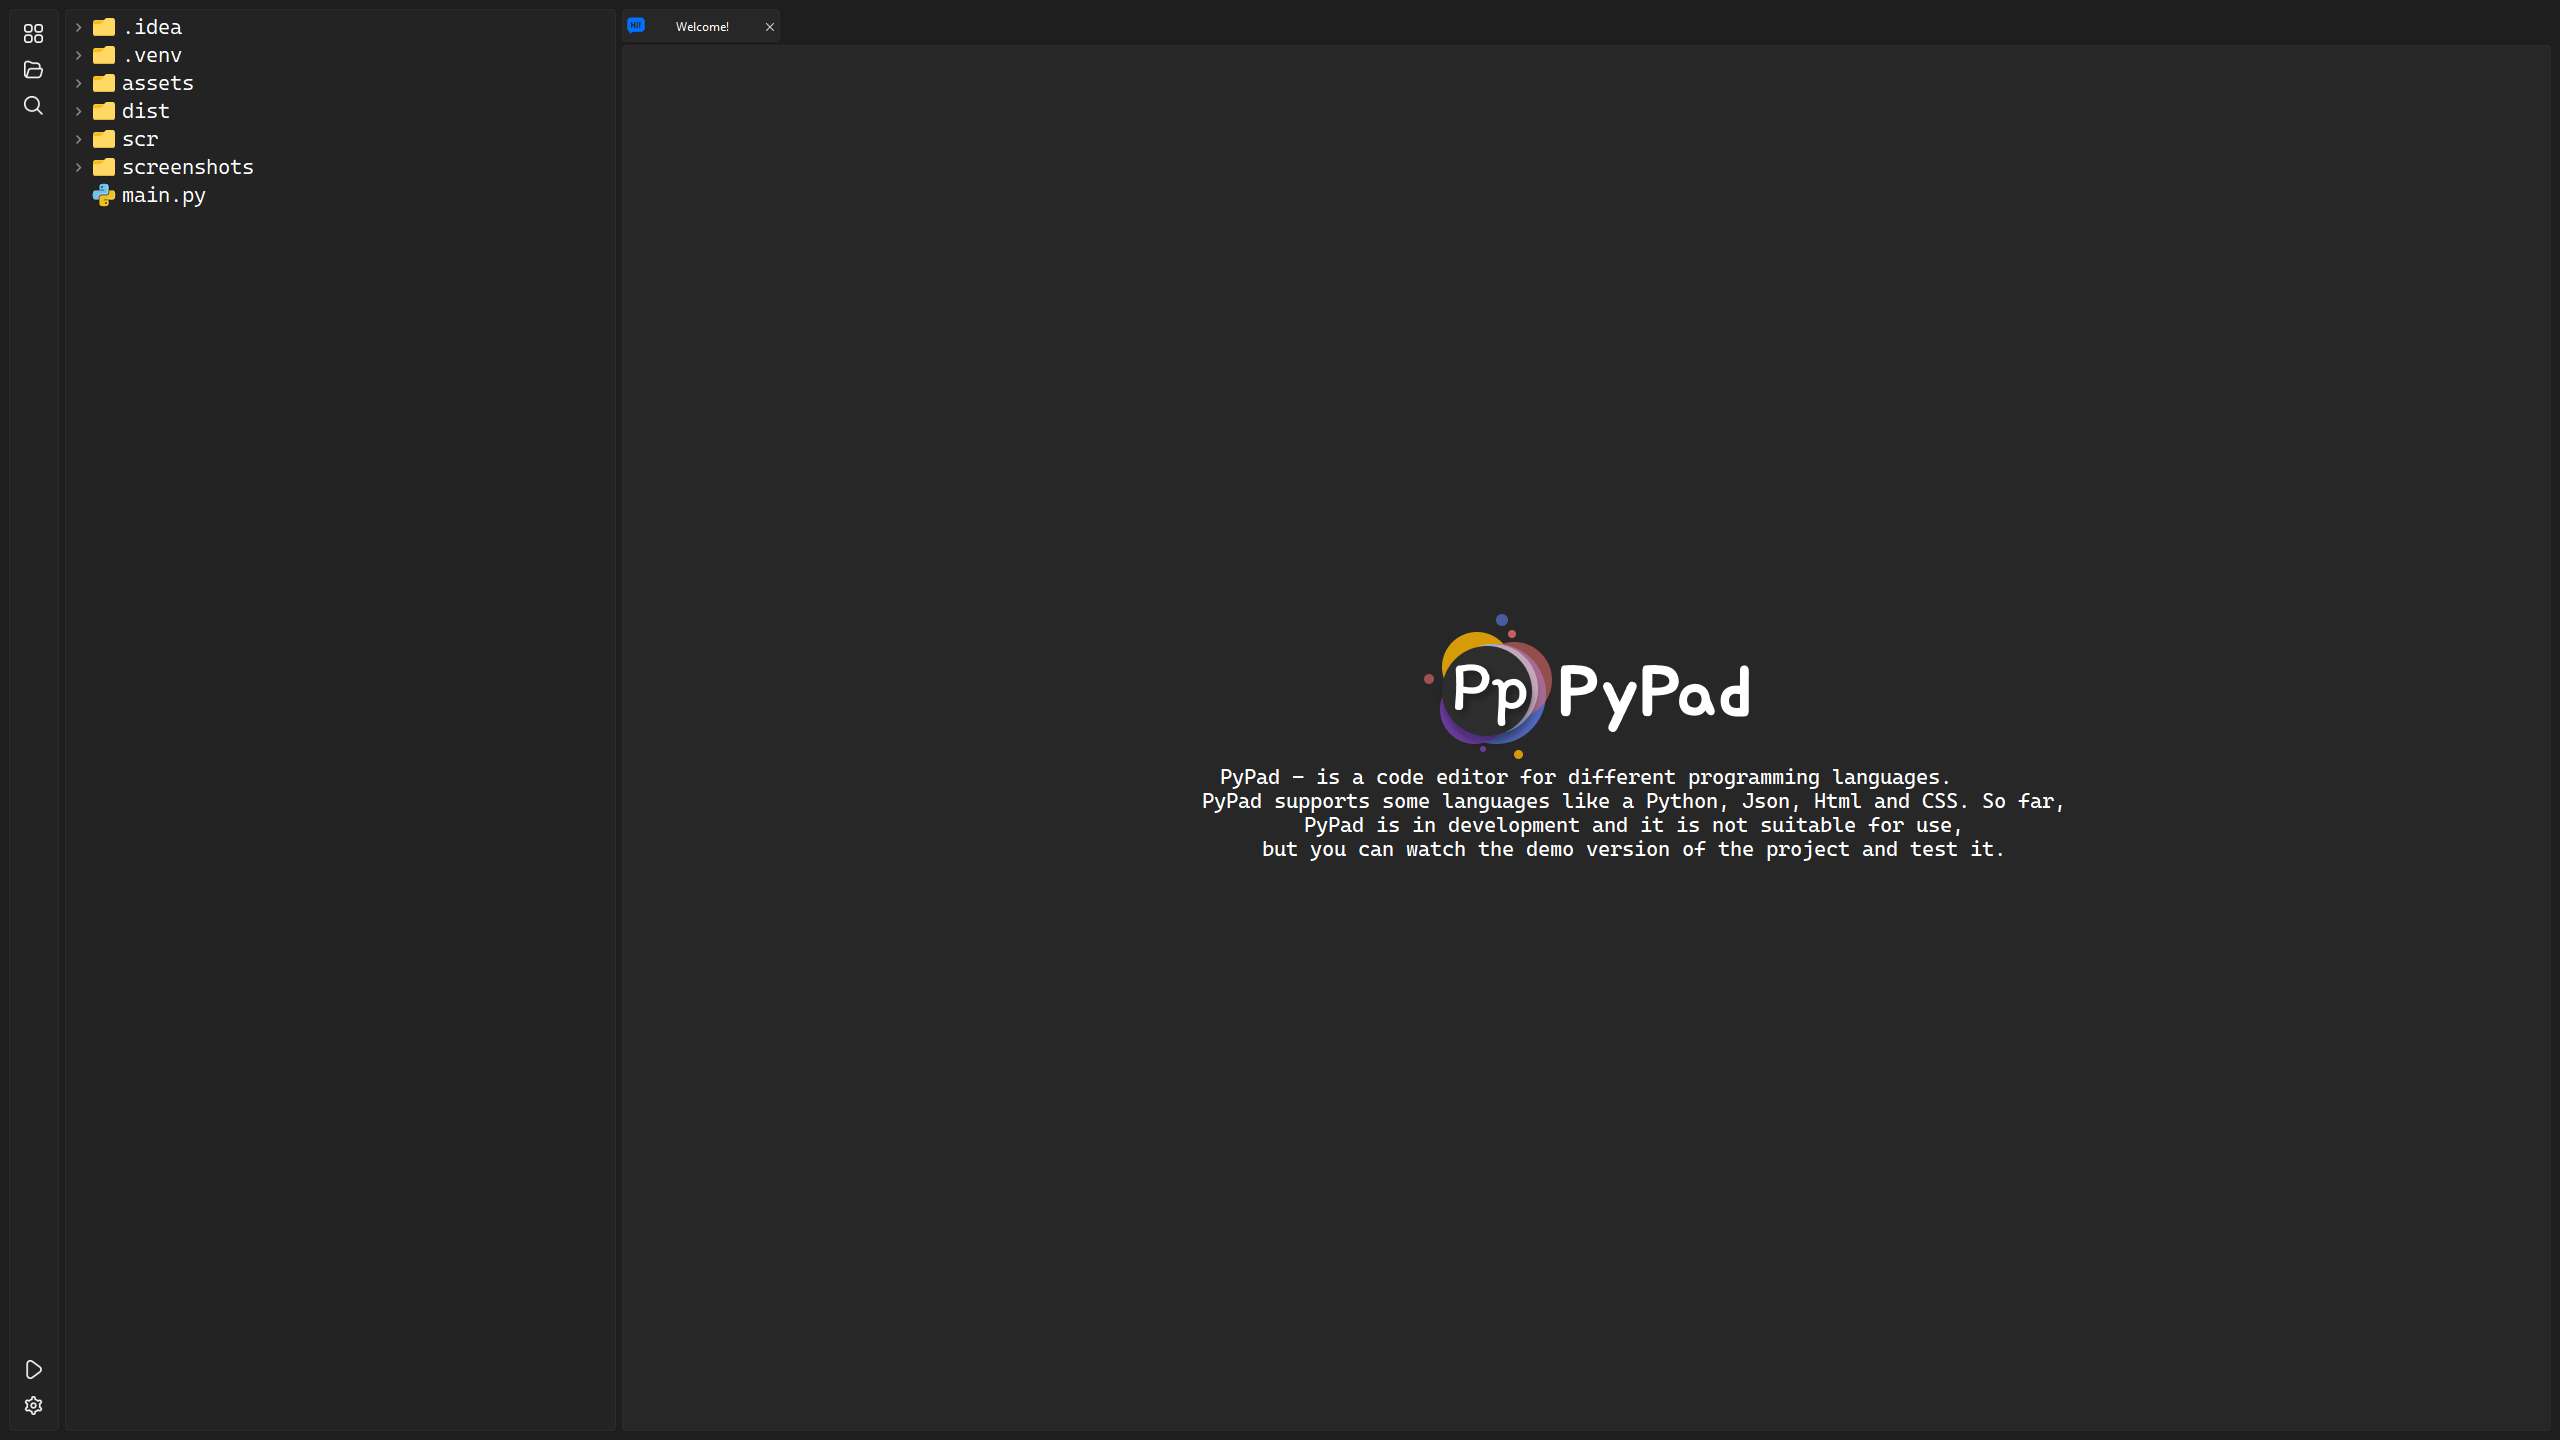 .idea
.venv
assets
dist
scr
screenshots
main.py
Hi!
Welcome!
Pp PyPad
PyPad — is a code editor for different programming languages.
PyPad supports some languages like a Python, Json, Html and CSS. So far,
PyPad is in development and it is not suitable for use,
but you can watch the demo version of the project and test it.